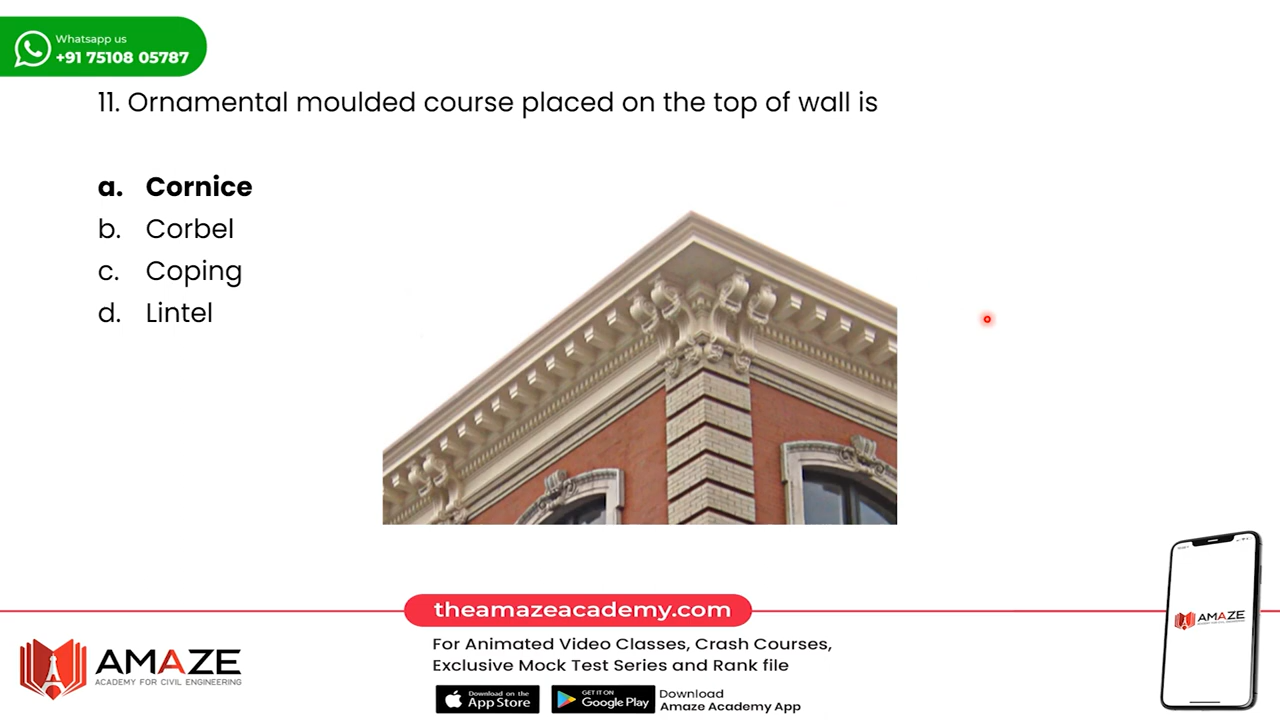 Whatsapp us
+91 75108 05787
11. Ornamental moulded course placed on the top of wall is
a. Cornice
b. Corbel
c. Coping
d. Lintel
theamazeacademy.com
For Animated Video Classes, Crash Courses,
Exclusive Mock Test Series and Rank file
AMAZE
ACADEMY FOR CIVIL ENGINEERING
Download on the
App Store
GET IT ON
Google Play
Download
Amaze Academy App
AMAZE